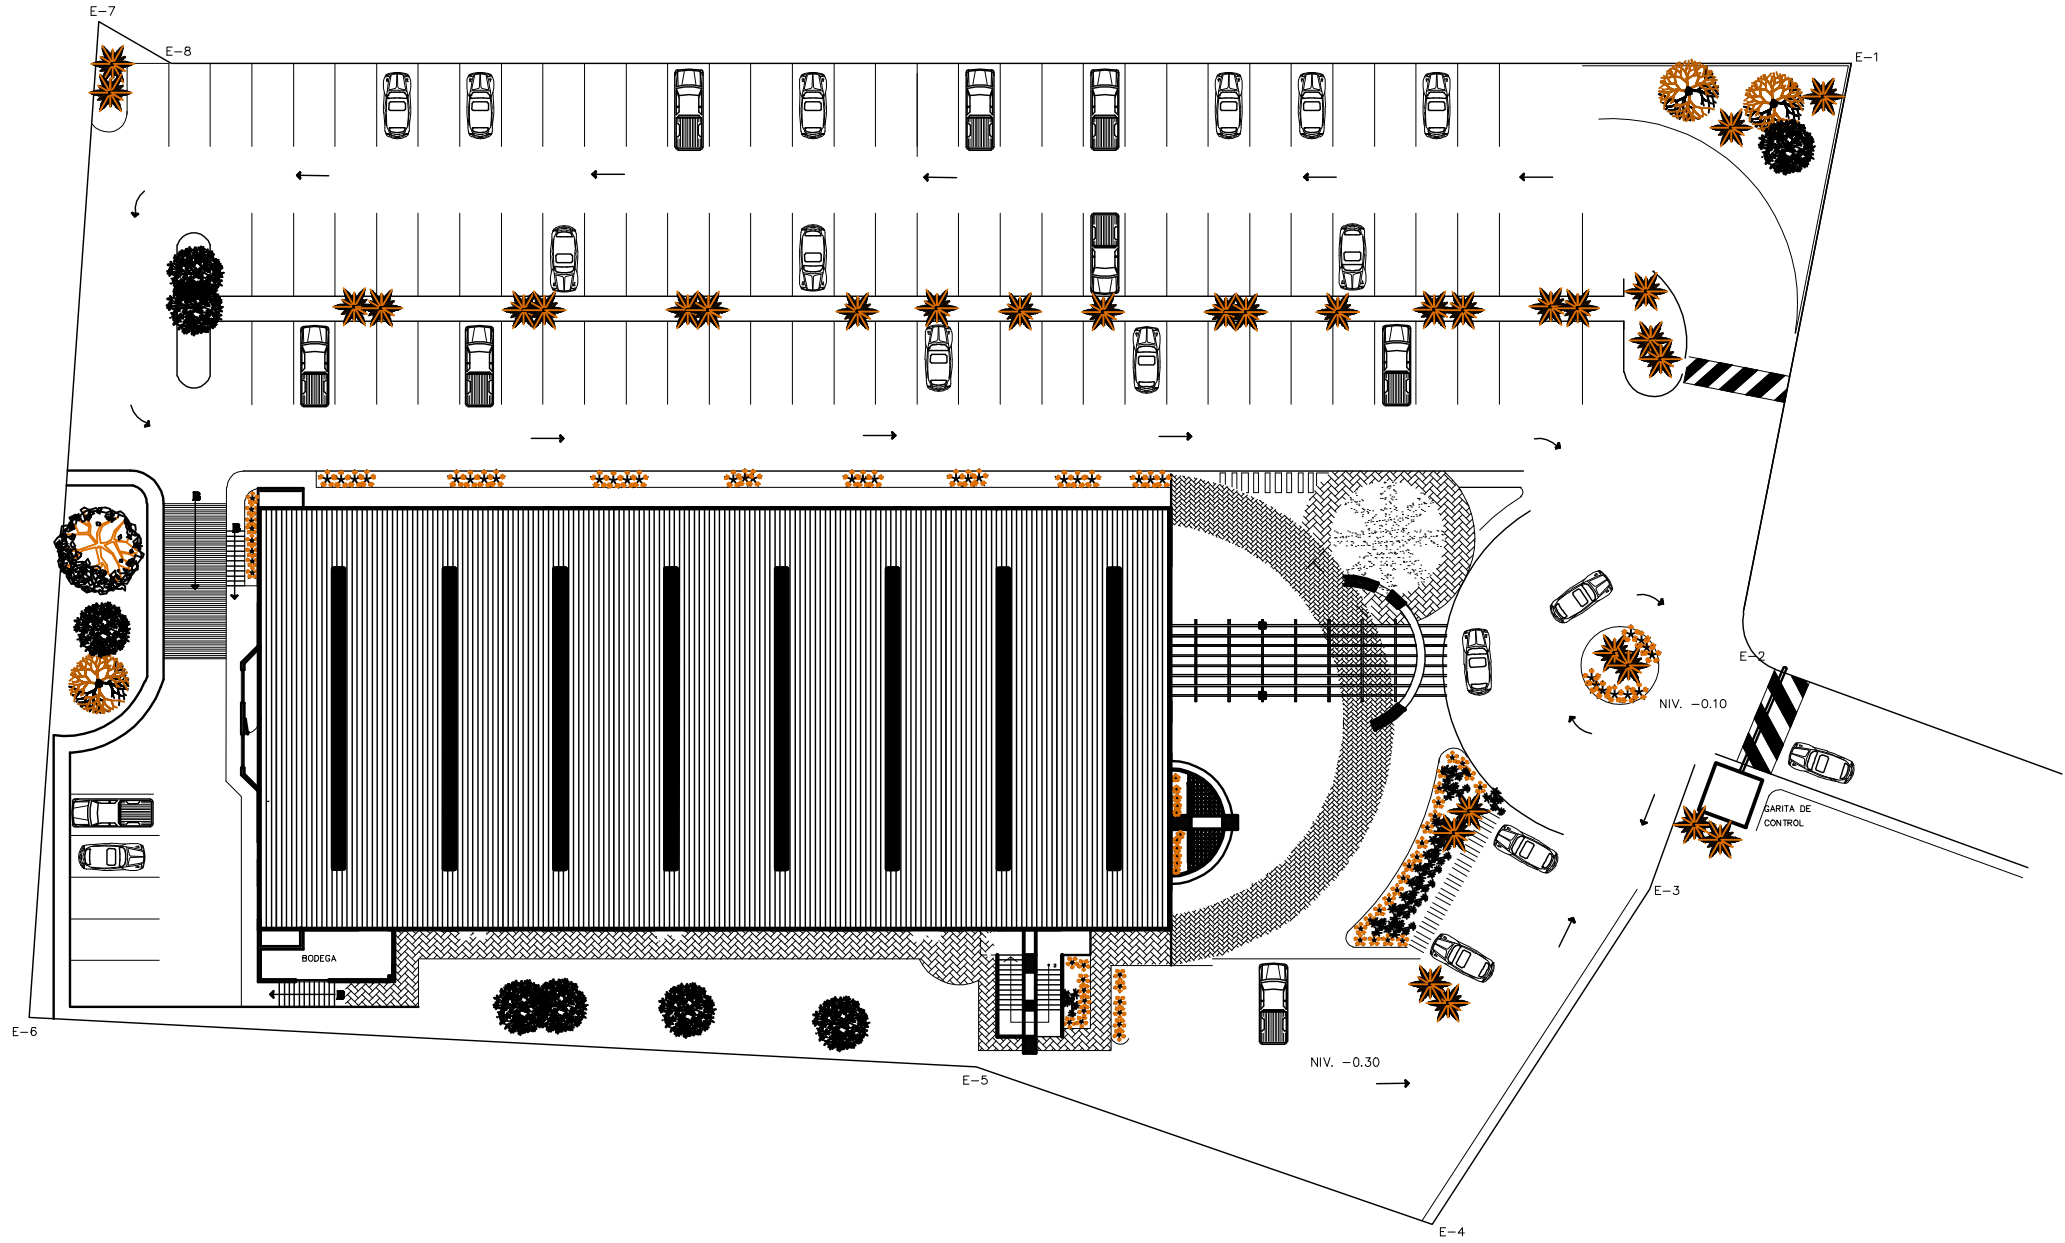 E-7
E-8
E-1
B
B
E-2
NIV. -0.10
GARITA DE
CONTROL
E-3
BODEGA
B
E-6
NIV. -0.30
E-5
E-4